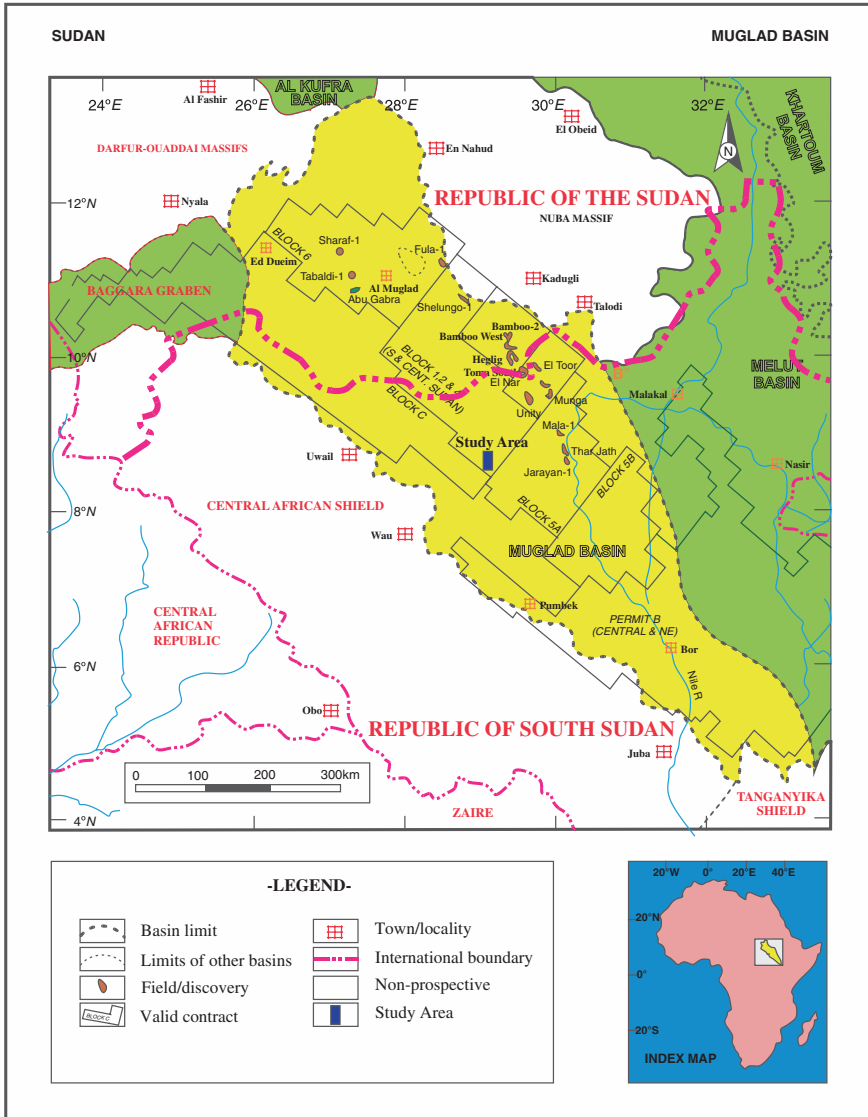 SUDAN
MUGLAD BASIN
24°E
26°E
28°E
30°E
32°E
AL KUFRA
BASIN
Al Fashir
El Obeid
KHARTOUM
BASIN
N
DARFUR-OUADDAI MASSIFS
En Nahud
12°N
Nyala
REPUBLIC OF THE SUDAN
NUBA MASSIF
BLOCK 6
Sharaf-1
Fula-1
Ed Dueim
Tabaldi-1
Al Muglad
Kadugli
BAGGARA GRABEN
Abu Gabra
Shelungo-1
Talodi
Bamboo-2
Bamboo West
10°N
BLOCK 1,2, &
(S & CENT. SUDAN)
Heglig
El Toor
MELUT
BASIN
Toma South
El Nar
BLOCK C
Unity
Munga
Malakal
Mala-1
Study Area
Uwail
Thar Jath
Nasir
Jarayan-1
BLOCK 5B
8°N
CENTRAL AFRICAN SHIELD
BLOCK 5A
Wau
MUGLAD BASIN
CENTRAL
AFRICAN
REPUBLIC
Pumbek
PERMIT B
(CENTRAL & NE)
6°N
Bor
Nile R
Obo
REPUBLIC OF SOUTH SUDAN
Juba
0 100 200 300km
TANGANYIKA
SHIELD
4°N
ZAIRE
-LEGEND-
Basin limit
Town/locality
Limits of other basins
International boundary
Field/discovery
Non-prospective
BLOCK C
Valid contract
Study Area
20°W 0° 20°E 40°E
20°N
0°
20°S
INDEX MAP